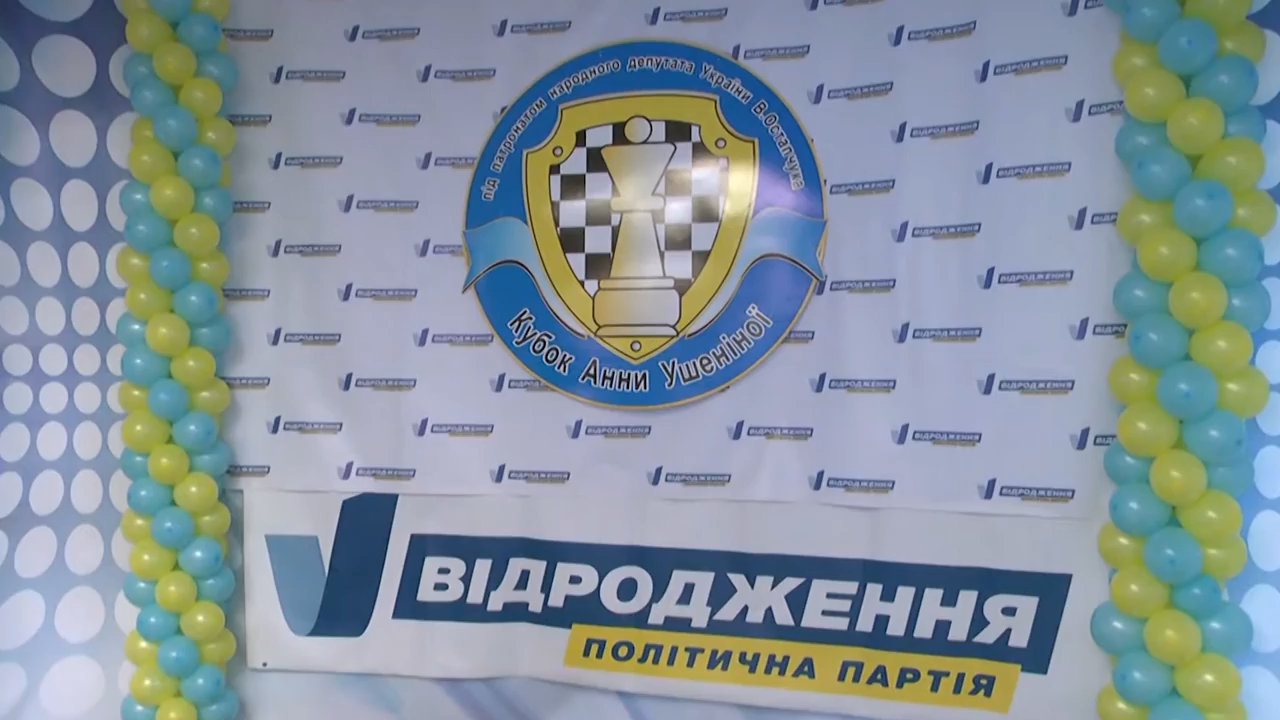 під патронатом народного депутата України В.Остапчука
Кубок Анни Ушеніної
ВІДРОДЖЕННЯ
ПОЛІТИЧНА ПАРТІЯ